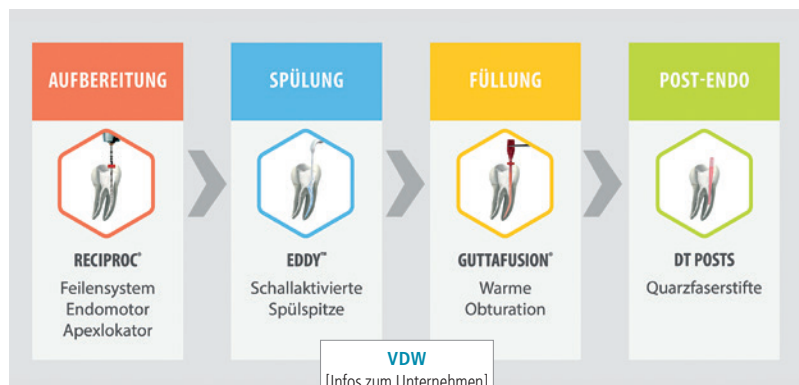 AUFBEREITUNG
RECIPROC®
Feilensystem
Endomotor
Apexlokator
SPÜLUNG
EDDY™
Schallaktivierte
Spülspitze
FÜLLUNG
GUTTAFUSION®
Warme
Obturation
POST-ENDO
DT POSTS
Quarzfaserstifte
VDW
[Infos zum Unternehmen]